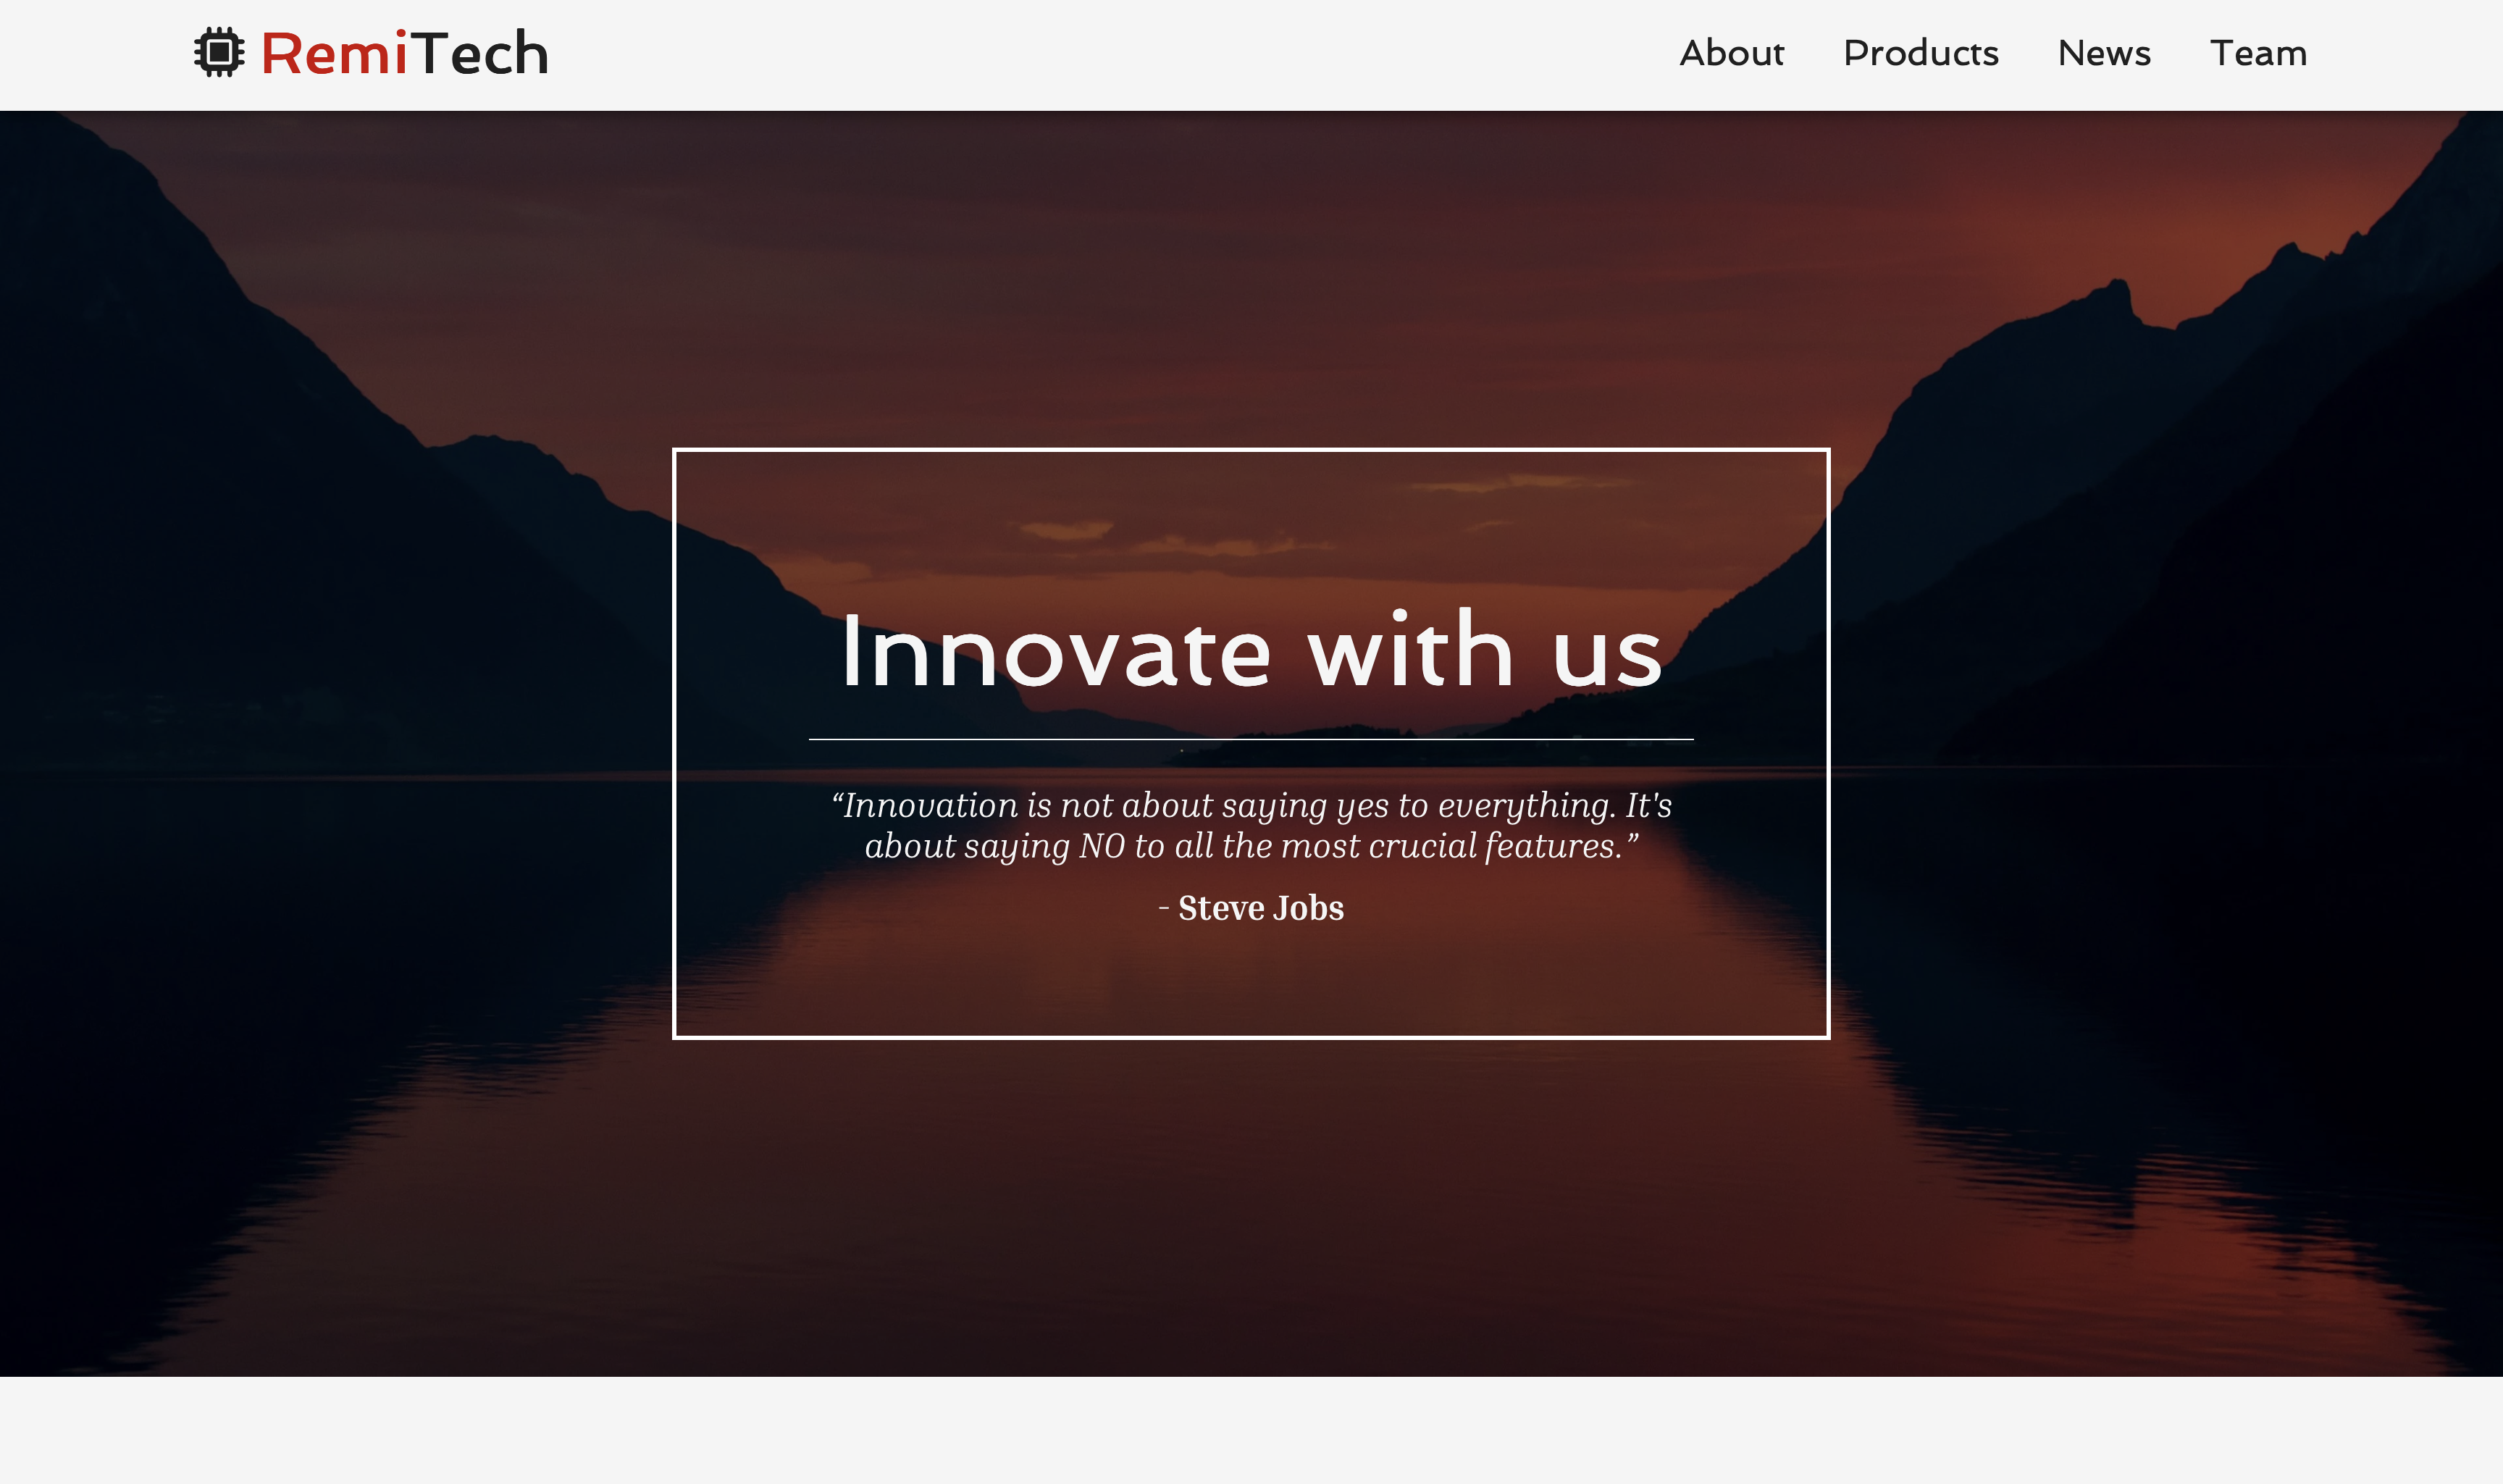 RemiTech
About Products News Team
Innovate with us
“Innovation is not about saying yes to everything. It's
about saying NO to all the most crucial features.”
- Steve Jobs